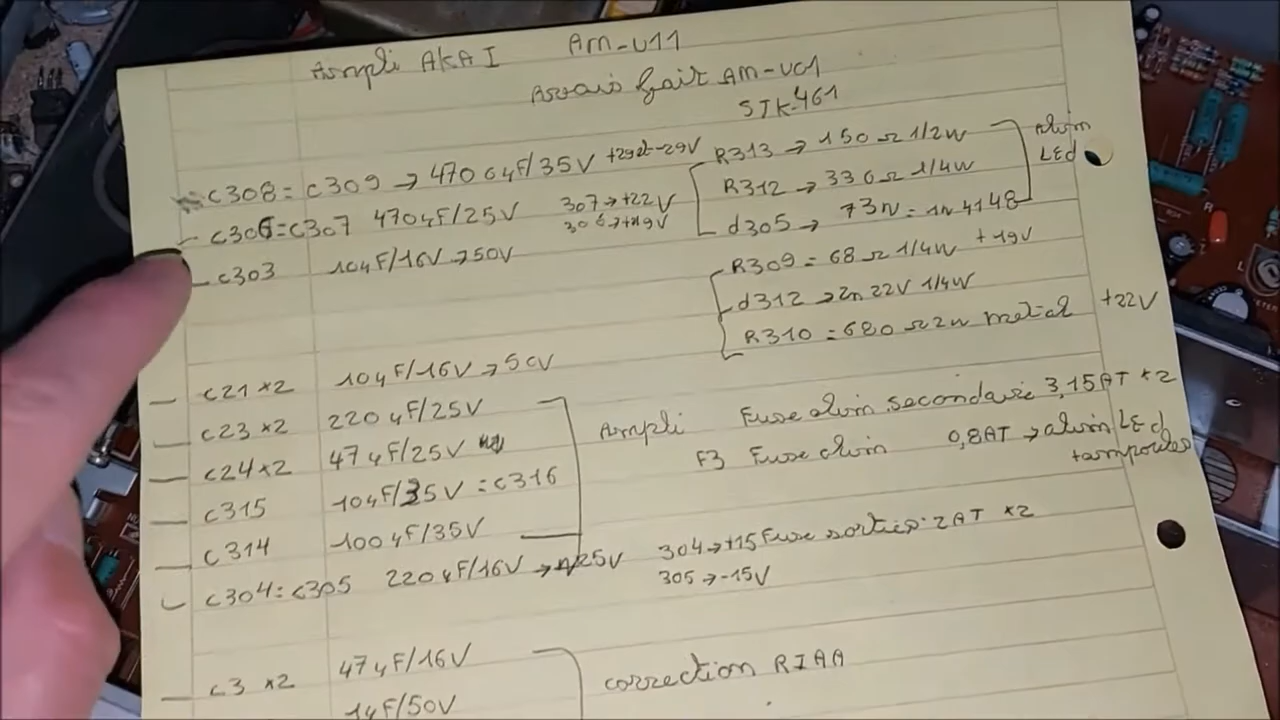 Ampli AKAI AM-U11
fait AM-UC1
STK-461
C308 = C309 → 4700µF/35V +29 et -29V
C306 = C307 470µF/25V 307 → +22V
306 → +19V
C303 10µF/16V → 50V
R313 → 150 Ω 1/2W
R312 → 330 Ω 1/4W
d305 → = 1N4148
alim
LEd
R309 = 68 Ω 1/4W +19V
d312 → Zn 22V 1/4W
R310 = 680 Ω 2W metal +22V
C21 *2 10µF/16V → 50V
C23 *2 220µF/25V
C24 *2 47µF/25V
C315 10µF/35V = C316
C314 100µF/35V
Ampli
C304 = C305 220µF/16V → 25V
304 → +15
305 → -15V
Fuse alim secondaire 3,15AT *2
F3 Fuse alim 0,8AT → alim LEd
Fuse sorties: 2AT *2
C3 *2 47µF/16V
1µF/50V
correction RIAA